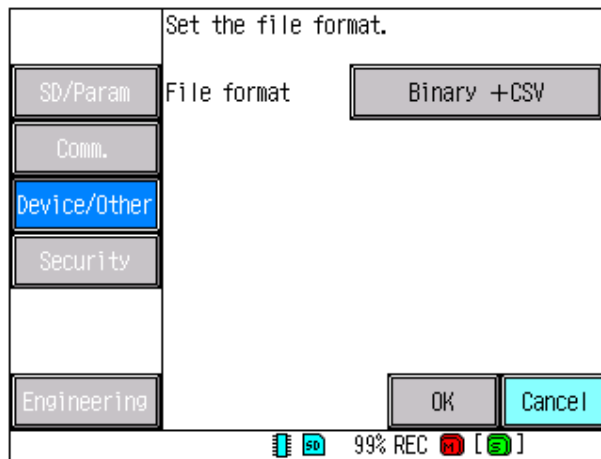 Set the file format.
SD/Param
File format
Binary +CSV
Comm.
Device/Other
Security
Engineering
OK
Cancel
SD 99% REC M [S]